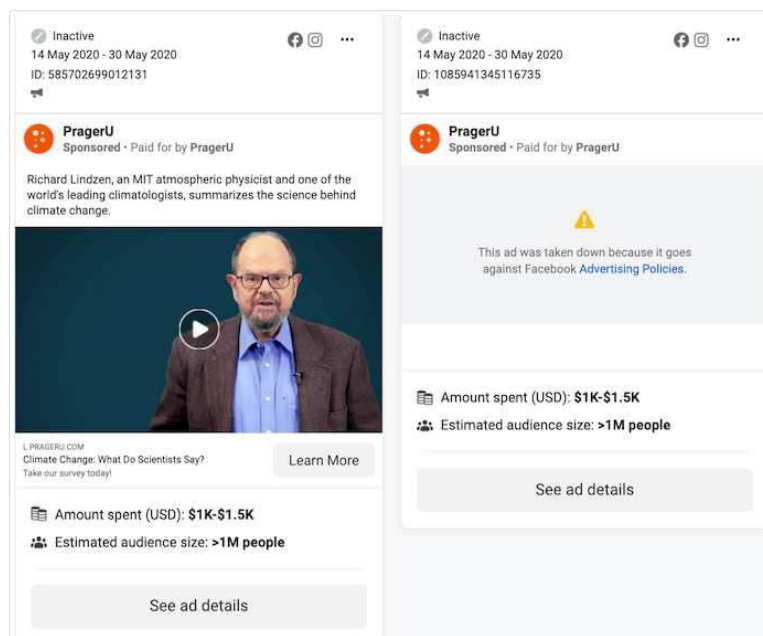 Inactive
14 May 2020 - 30 May 2020
ID: 585702699012131
PragerU
Sponsored • Paid for by PragerU
Richard Lindzen, an MIT atmospheric physicist and one of the
world's leading climatologists, summarizes the science behind
climate change.
L.PRAGERU.COM
Climate Change: What Do Scientists Say?
Take our survey today!
Learn More
Amount spent (USD): $1K-$1.5K
Estimated audience size: >1M people
See ad details
Inactive
14 May 2020 - 30 May 2020
ID: 1085941345116735
PragerU
Sponsored • Paid for by PragerU
This ad was taken down because it goes
against Facebook Advertising Policies.
Amount spent (USD): $1K-$1.5K
Estimated audience size: >1M people
See ad details